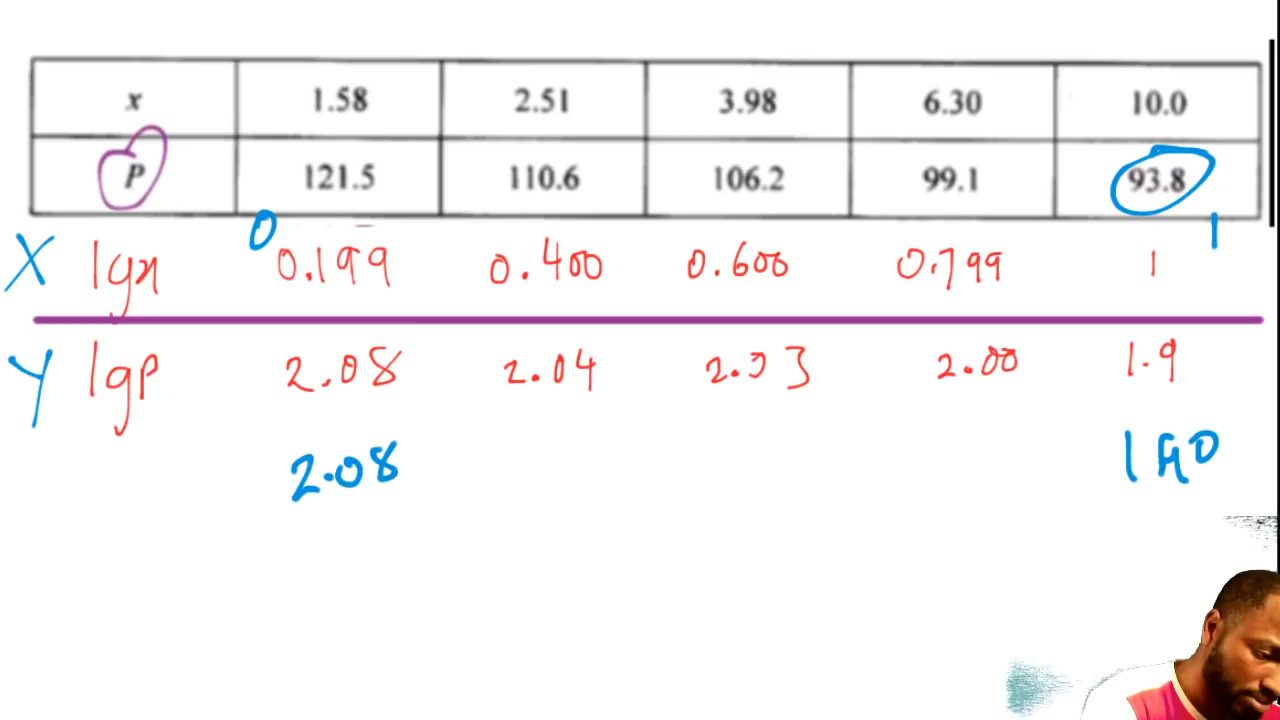 x 1.58 2.51 3.98 6.30 10.0
P 121.5 110.6 106.2 99.1 93.8
0 1
X lgx 0.199 0.400 0.600 0.799 1
Y lgp 2.08 2.04 2.03 2.00 1.9
2.08 1